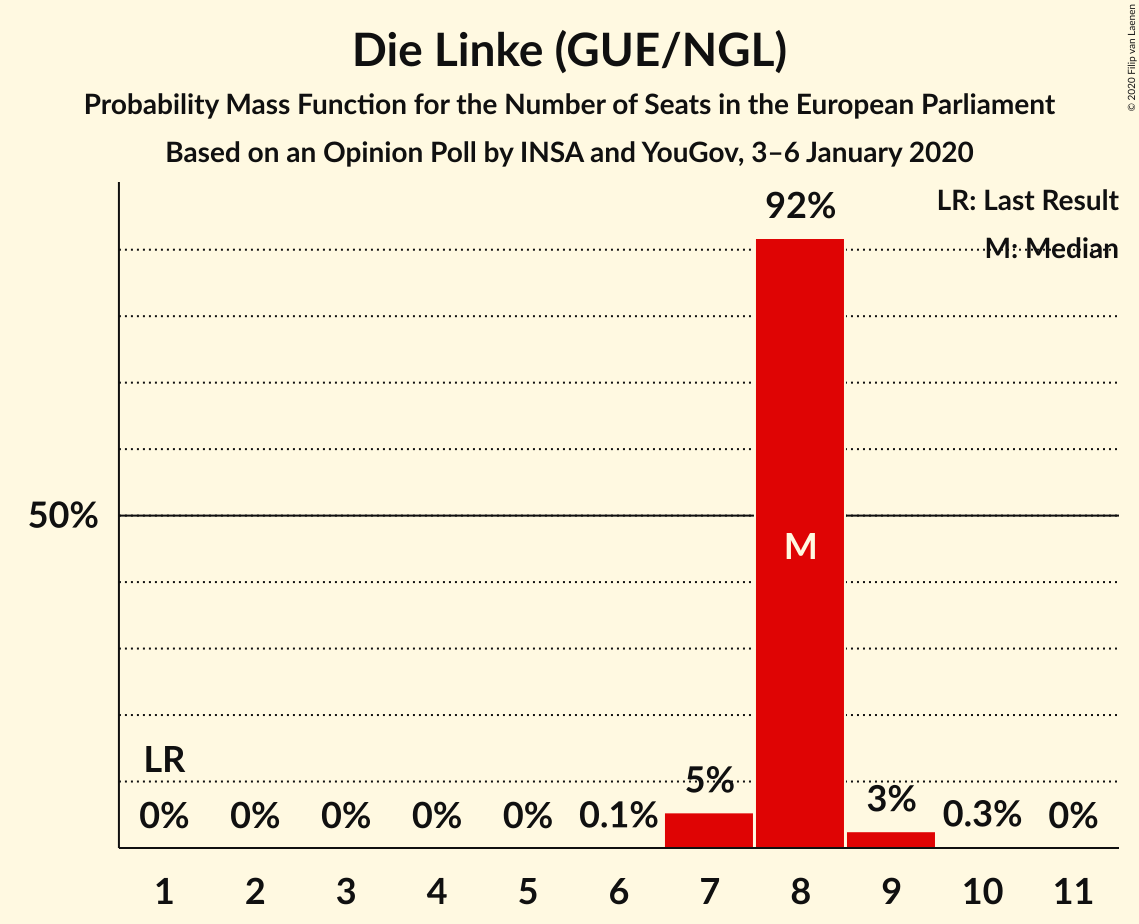 Die Linke (GUE/NGL)
Probability Mass Function for the Number of Seats in the European Parliament
Based on an Opinion Poll by INSA and YouGov, 3–6 January 2020
© 2020 Filip van Laenen
LR: Last Result
M: Median
92%
50%
M
LR
0% 0% 0% 0% 0% 0.1% 5% 3% 0.3% 0%
1 2 3 4 5 6 7 8 9 10 11